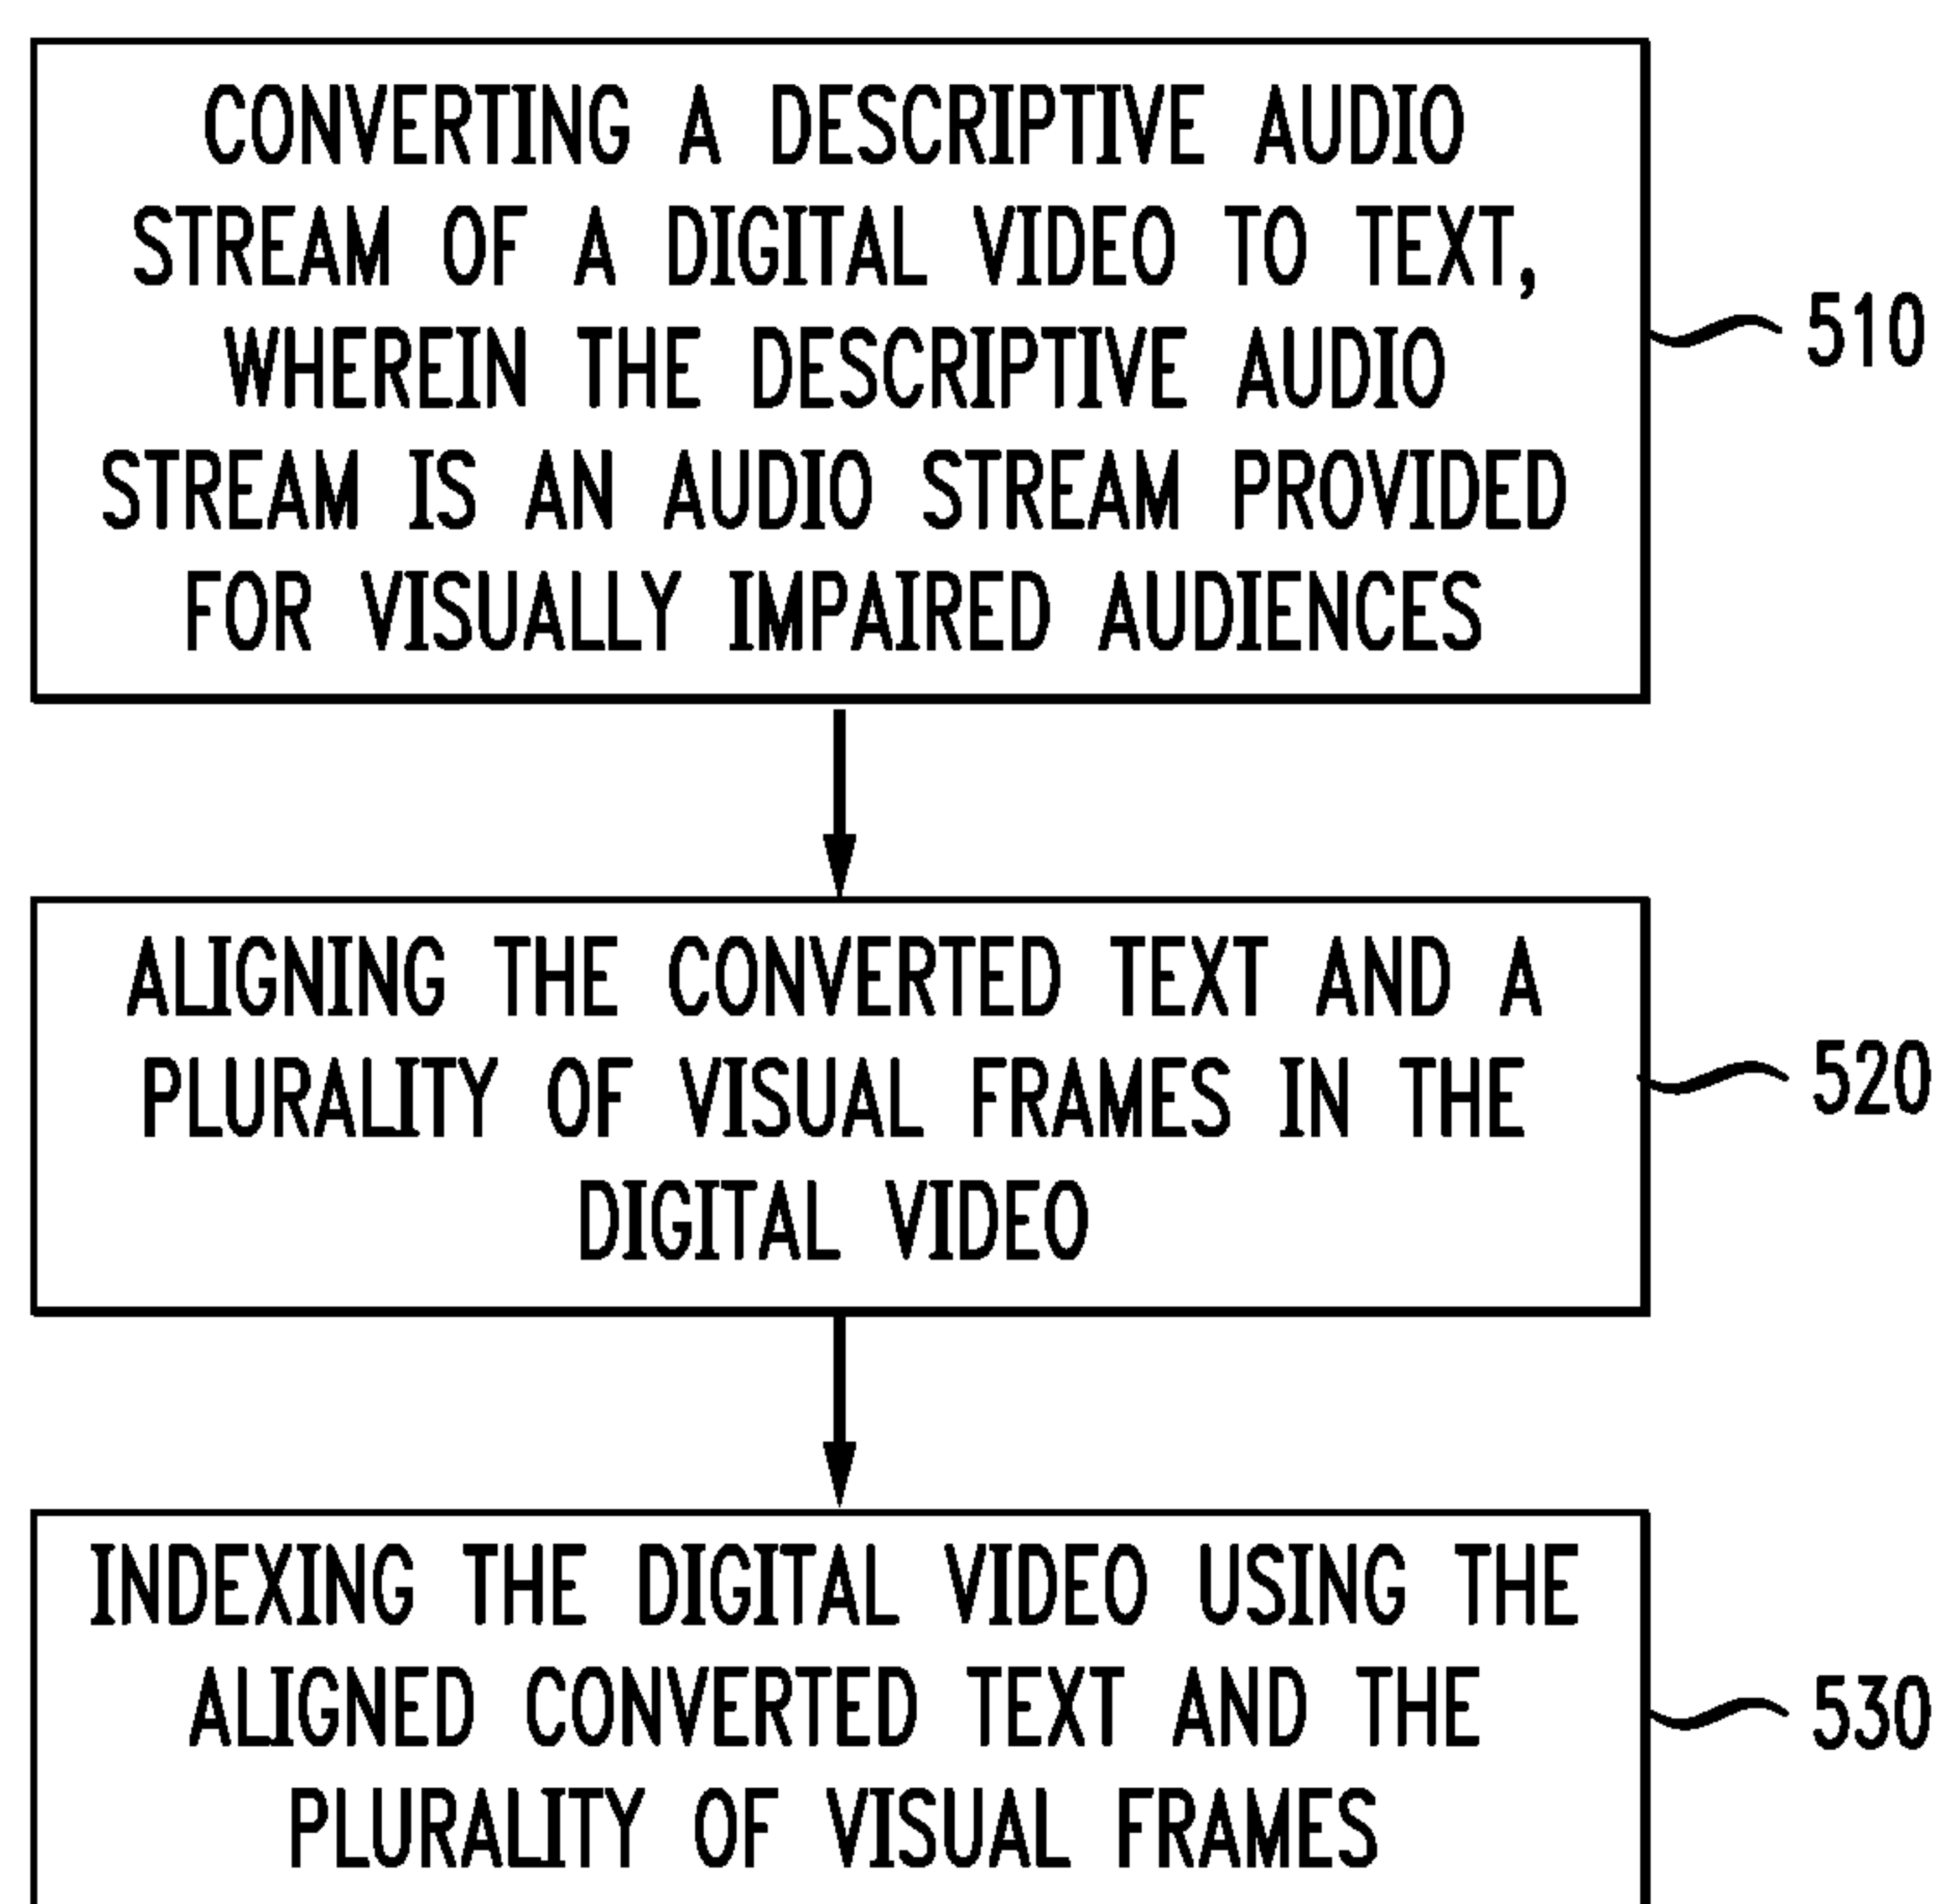 CONVERTING A DESCRIPTIVE AUDIO
STREAM OF A DIGITAL VIDEO TO TEXT,
WHEREIN THE DESCRIPTIVE AUDIO
STREAM IS AN AUDIO STREAM PROVIDED
FOR VISUALLY IMPAIRED AUDIENCES
510
ALIGNING THE CONVERTED TEXT AND A
PLURALITY OF VISUAL FRAMES IN THE
DIGITAL VIDEO
520
INDEXING THE DIGITAL VIDEO USING THE
ALIGNED CONVERTED TEXT AND THE
PLURALITY OF VISUAL FRAMES
530